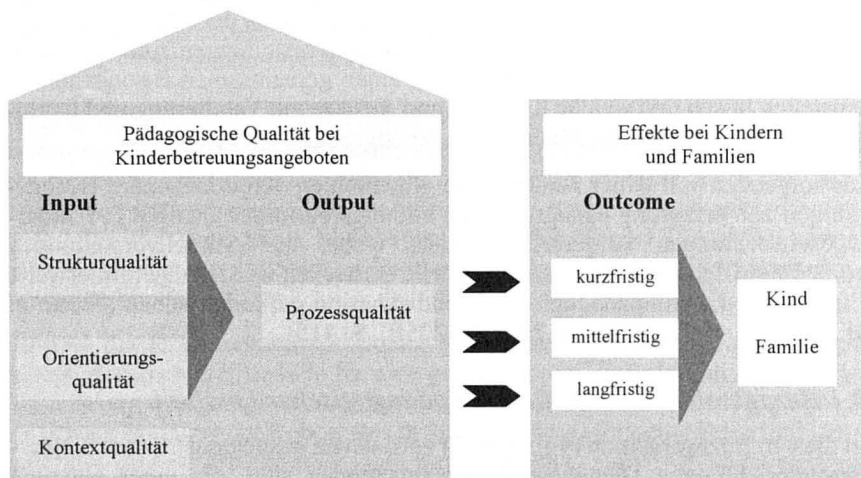 Pädagogische Qualität bei
Kinderbetreuungsangeboten
Input
Output
Strukturqualität
Prozessqualität
Orientierungs-
qualität
Kontextqualität
Effekte bei Kindern
und Familien
Outcome
kurzfristig
mittelfristig
langfristig
Kind
Familie